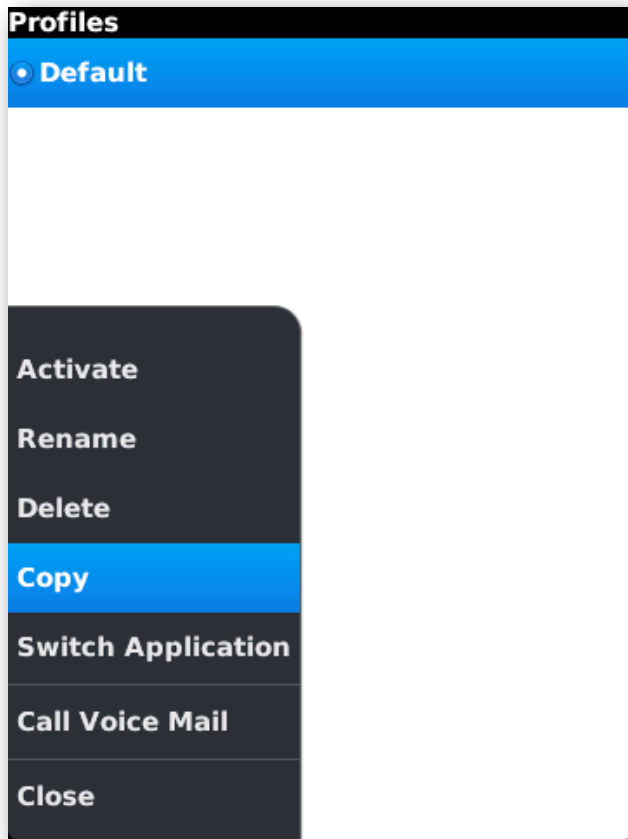 Profiles
Default
Activate
Rename
Delete
Copy
Switch Application
Call Voice Mail
Close